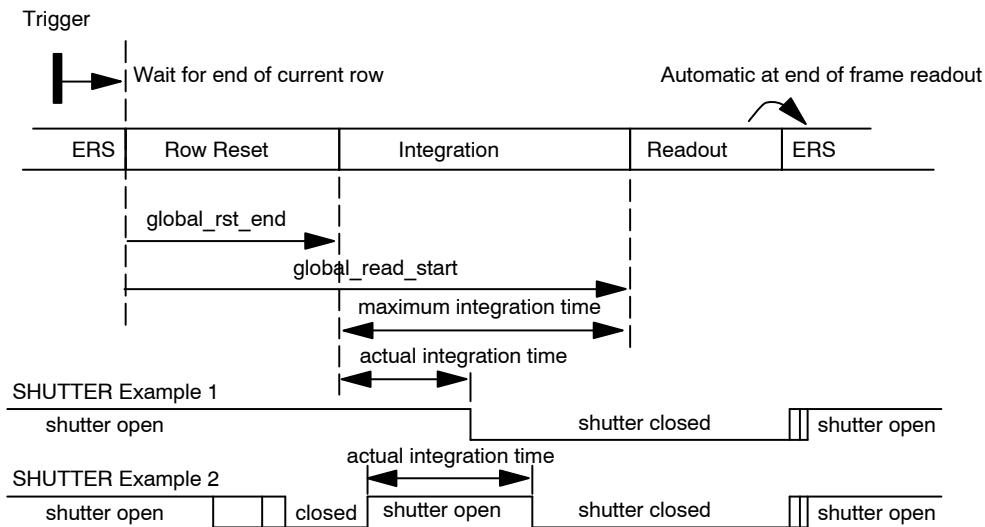 Trigger
Wait for end of current row
Automatic at end of frame readout
ERS Row Reset Integration Readout ERS
global_rst_end
global_read_start
maximum integration time
actual integration time
SHUTTER Example 1
shutter open shutter closed shutter open
actual integration time
SHUTTER Example 2
shutter open closed shutter open shutter closed shutter open